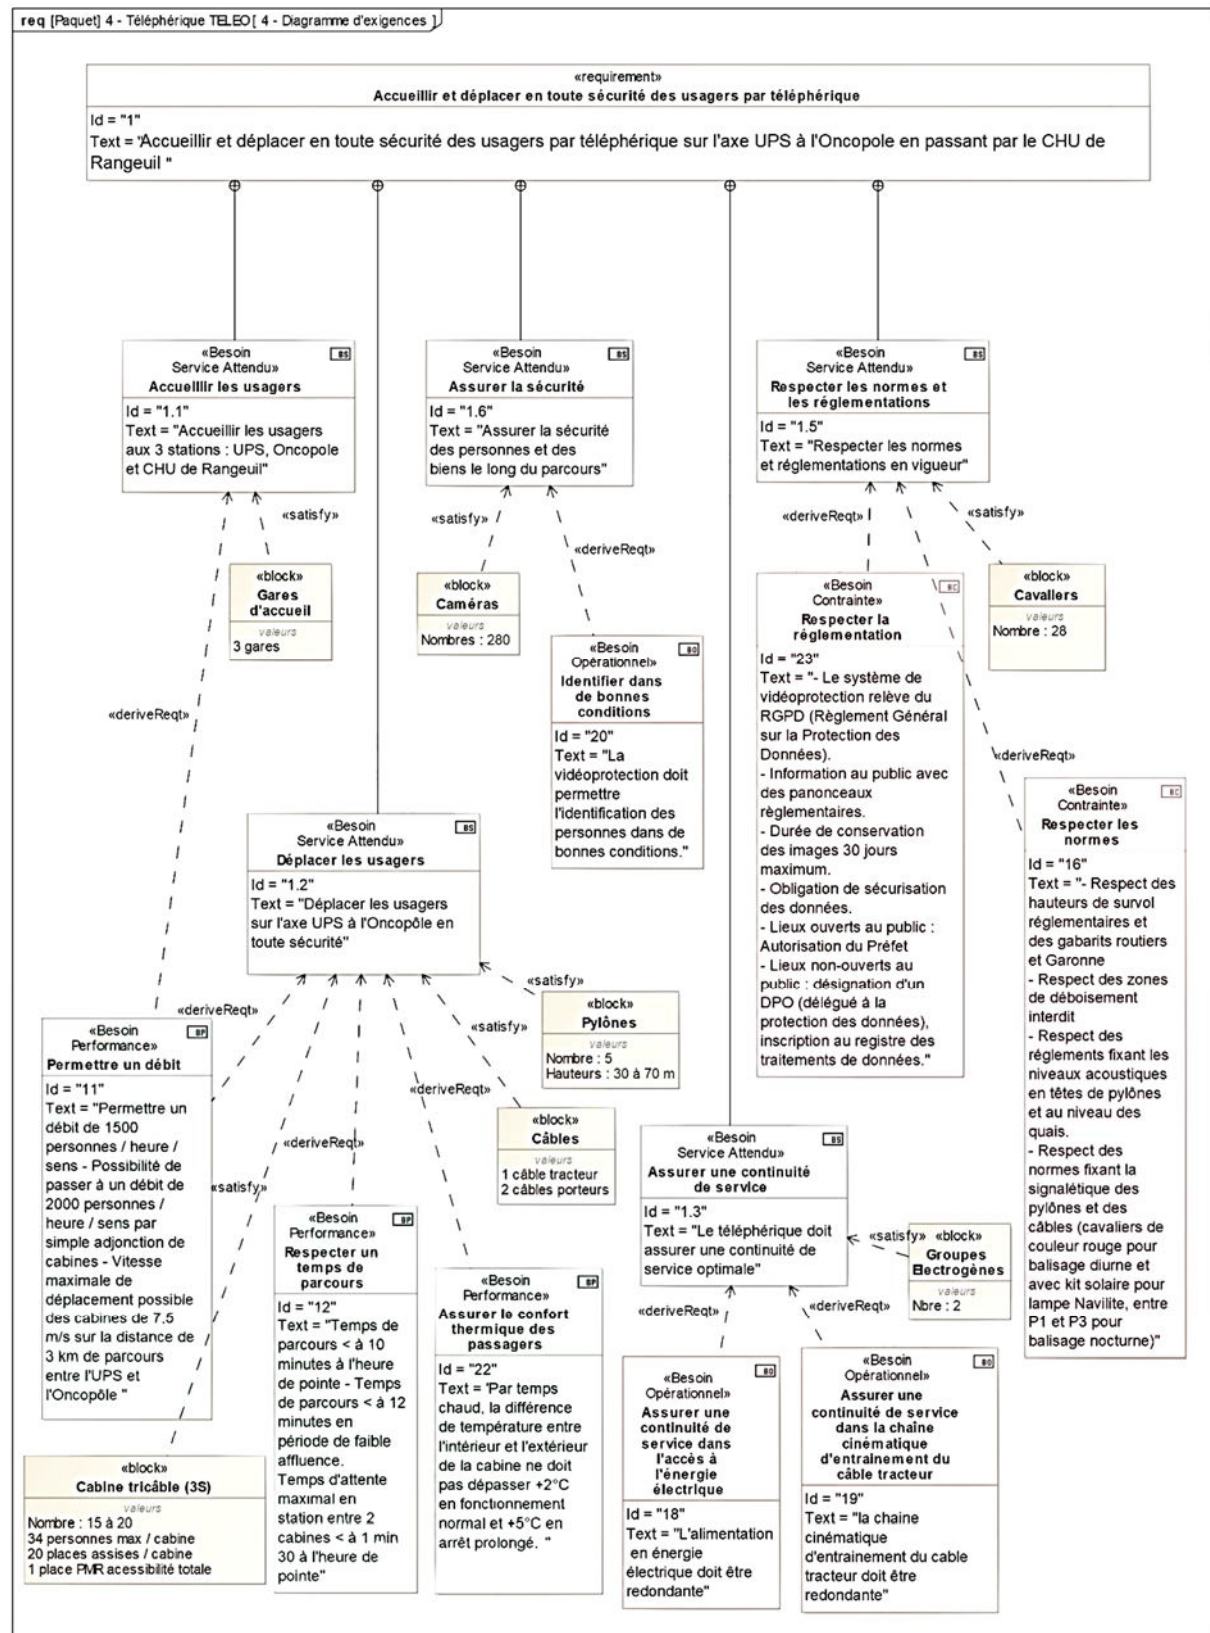 req [Paquet] 4 - Téléphérique TELEO[ 4 - Diagramme d'exigences ]
«requirement»
Accueillir et déplacer en toute sécurité des usagers par téléphérique
Id = "1"
Text = "Accueillir et déplacer en toute sécurité des usagers par téléphérique sur l'axe UPS à l'Oncopole en passant par le CHU de
Rangeuil "
«Besoin
Service Attendu»
BS
Accueilllir les usagers
Id = "1.1"
Text = "Accueillir les usagers
aux 3 stations : UPS, Oncopole
et CHU de Rangeuil"
«Besoin
Service Attendu»
BS
Assurer la sécurité
Id = "1.6"
Text = "Assurer la sécurité
des personnes et des
biens le long du parcours"
«Besoin
Service Attendu»
BS
Respecter les normes et
les réglementations
Id = "1.5"
Text = "Respecter les normes
et réglementations en vigueur"
«satisfy»
«satisfy»
«deriveReqt»
«deriveReqt»
«satisfy»
«block»
Gares
d'accueil
valeurs
3 gares
«block»
Caméras
valeurs
Nombres : 280
«Besoin
Opérationnel»
BO
Identifier dans
de bonnes
conditions
Id = "20"
Text = "La
vidéoprotection doit
permettre
l'identification des
personnes dans de
bonnes conditions."
«Besoin
Contrainte»
BC
Respecter la
réglementation
Id = "23"
Text = "- Le système de
vidéoprotection relève du
RGPD (Règlement Général
sur la Protection des
Données).
- Information au public avec
des panonceaux
règlementaires.
- Durée de conservation
des images 30 jours
maximum.
- Obligation de sécurisation
des données.
- Lieux ouverts au public :
Autorisation du Préfet
- Lieux non-ouverts au
public : désignation d'un
DPO (délégué à la
protection des données),
inscription au registre des
traitements de données."
«block»
Cavaliers
valeurs
Nombre : 28
«deriveReqt»
«deriveReqt»
«Besoin
Contrainte»
BC
Respecter les
normes
Id = "16"
Text = "- Respect des
hauteurs de survol
réglementaires et
des gabarits routiers
et Garonne
- Respect des zones
de déboisement
interdit
- Respect des
réglements fixant les
niveaux acoustiques
en têtes de pylônes
et au niveau des
quais.
- Respect des
normes fixant la
signalétique des
pylônes et des
câbles (cavaliers de
couleur rouge pour
balisage diurne et
avec kit solaire pour
lampe Navilite, entre
P1 et P3 pour
balisage nocturne)"
«Besoin
Service Attendu»
BS
Déplacer les usagers
Id = "1.2"
Text = "Déplacer les usagers
sur l'axe UPS à l'Oncopôle en
toute sécurité"
«deriveReqt»
«satisfy»
«satisfy»
«deriveReqt»
«deriveReqt»
«satisfy»
«block»
Pylônes
valeurs
Nombre : 5
Hauteurs : 30 à 70 m
«block»
Câbles
valeurs
1 câble tracteur
2 câbles porteurs
«Besoin
Performance»
BP
Permettre un débit
Id = "11"
Text = "Permettre un
débit de 1500
personnes / heure /
sens - Possibilité de
passer à un débit de
2000 personnes /
heure / sens par
simple adjonction de
cabines - Vitesse
maximale de
déplacement possible
des cabines de 7,5
m/s sur la distance de
3 km de parcours
entre l'UPS et
l'Oncopôle "
«Besoin
Performance»
BP
Respecter un
temps de
parcours
Id = "12"
Text = "Temps de
parcours < à 10
minutes à l'heure
de pointe - Temps
de parcours < à 12
minutes en
période de faible
affluence.
Temps d'attente
maximal en
station entre 2
cabines < à 1 min
30 à l'heure de
pointe"
«Besoin
Performance»
BP
Assurer le confort
thermique des
passagers
Id = "22"
Text = "Par temps
chaud, la différence
de température entre
l'intérieur et l'extérieur
de la cabine ne doit
pas dépasser +2°C
en fonctionnement
normal et +5°C en
arrêt prolongé. "
«Besoin
Service Attendu»
BS
Assurer une continuité
de service
Id = "1.3"
Text = "Le téléphérique doit
assurer une continuité de
service optimale"
«satisfy»
«block»
Groupes
Electrogènes
valeurs
Nbre : 2
«deriveReqt»
«deriveReqt»
«Besoin
Opérationnel»
BO
Assurer une
continuité de
service dans
l'accès à
l'énergie
électrique
Id = "18"
Text = "L'alimentation
en énergie
électrique doit être
redondante"
«Besoin
Opérationnel»
BO
Assurer une
continuité de service
dans la chaîne
cinématique
d'entrainement du
câble tracteur
Id = "19"
Text = "la chaine
cinématique
d'entrainement du cable
tracteur doit être
redondante"
«block»
Cabine tricâble (3S)
valeurs
Nombre : 15 à 20
34 personnes max / cabine
20 places assises / cabine
1 place PMR acessibilité totale